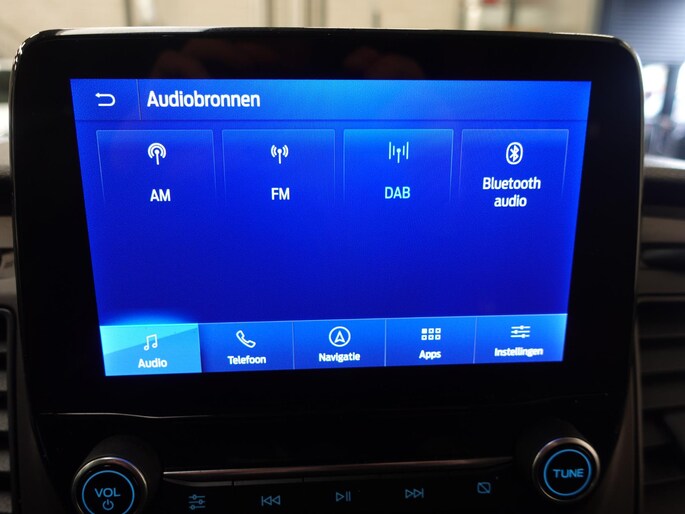 Audiobronnen
AM
FM
DAB
Bluetooth
audio
Audio
Telefoon
Navigatie
Apps
Instellingen
VOL
TUNE